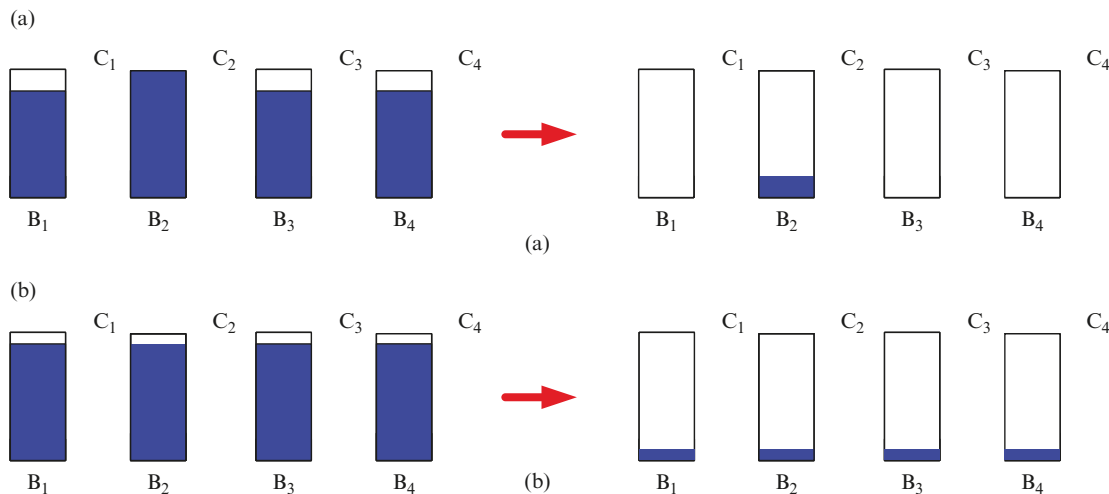 (a)
C₁ C₂ C₃ C₄ C₁ C₂ C₃ C₄
B₁ B₂ B₃ B₄ B₁ B₂ B₃ B₄
(a)
(b)
C₁ C₂ C₃ C₄ C₁ C₂ C₃ C₄
B₁ B₂ B₃ B₄ (b) B₁ B₂ B₃ B₄